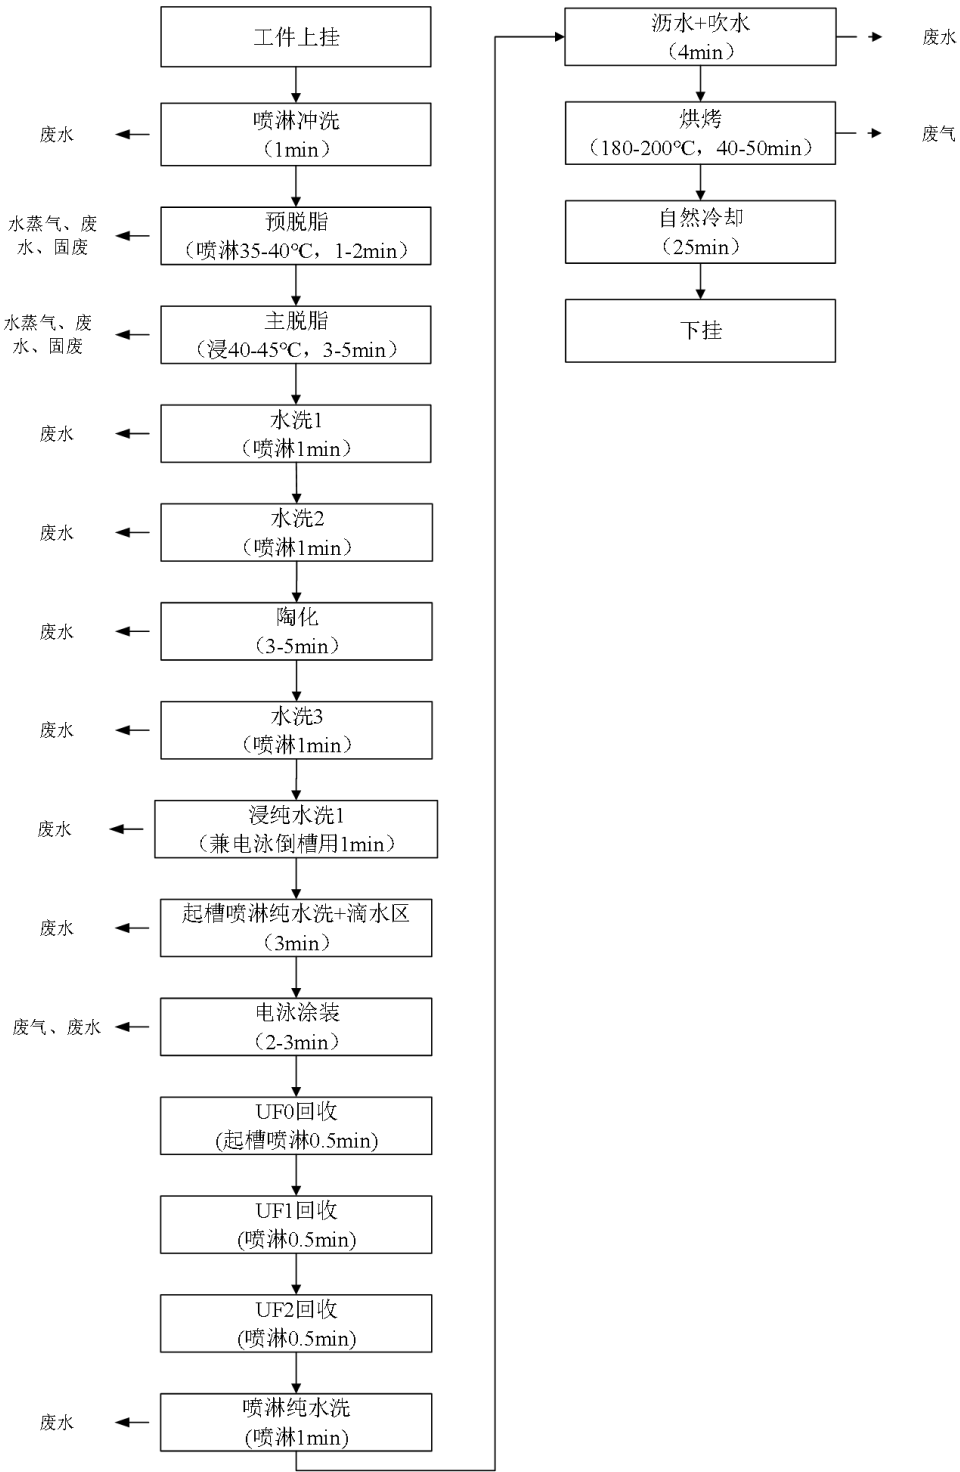 工件上挂
废水
喷淋冲洗
（1min）
水蒸气、废
水、固废
预脱脂
（喷淋35-40℃，1-2min）
水蒸气、废
水、固废
主脱脂
（浸40-45℃，3-5min）
废水
水洗1
（喷淋1min）
废水
水洗2
（喷淋1min）
废水
陶化
（3-5min）
废水
水洗3
（喷淋1min）
废水
浸纯水洗1
（兼电泳倒槽用1min）
废水
起槽喷淋纯水洗+滴水区
（3min）
废气、废水
电泳涂装
（2-3min）
UF0回收
(起槽喷淋0.5min)
UF1回收
(喷淋0.5min)
UF2回收
(喷淋0.5min)
废水
喷淋纯水洗
(喷淋1min)
沥水+吹水
（4min）
废水
烘烤
（180-200℃，40-50min）
废气
自然冷却
（25min）
下挂